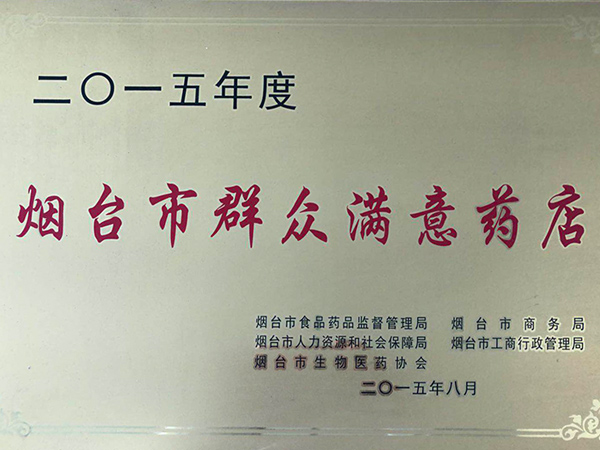 二〇一五年度
烟台市群众满意药店
烟台市食品药品监督管理局 烟台市商务局
烟台市人力资源和社会保障局 烟台市工商行政管理局
烟台市生物医药协会
二〇一五年八月